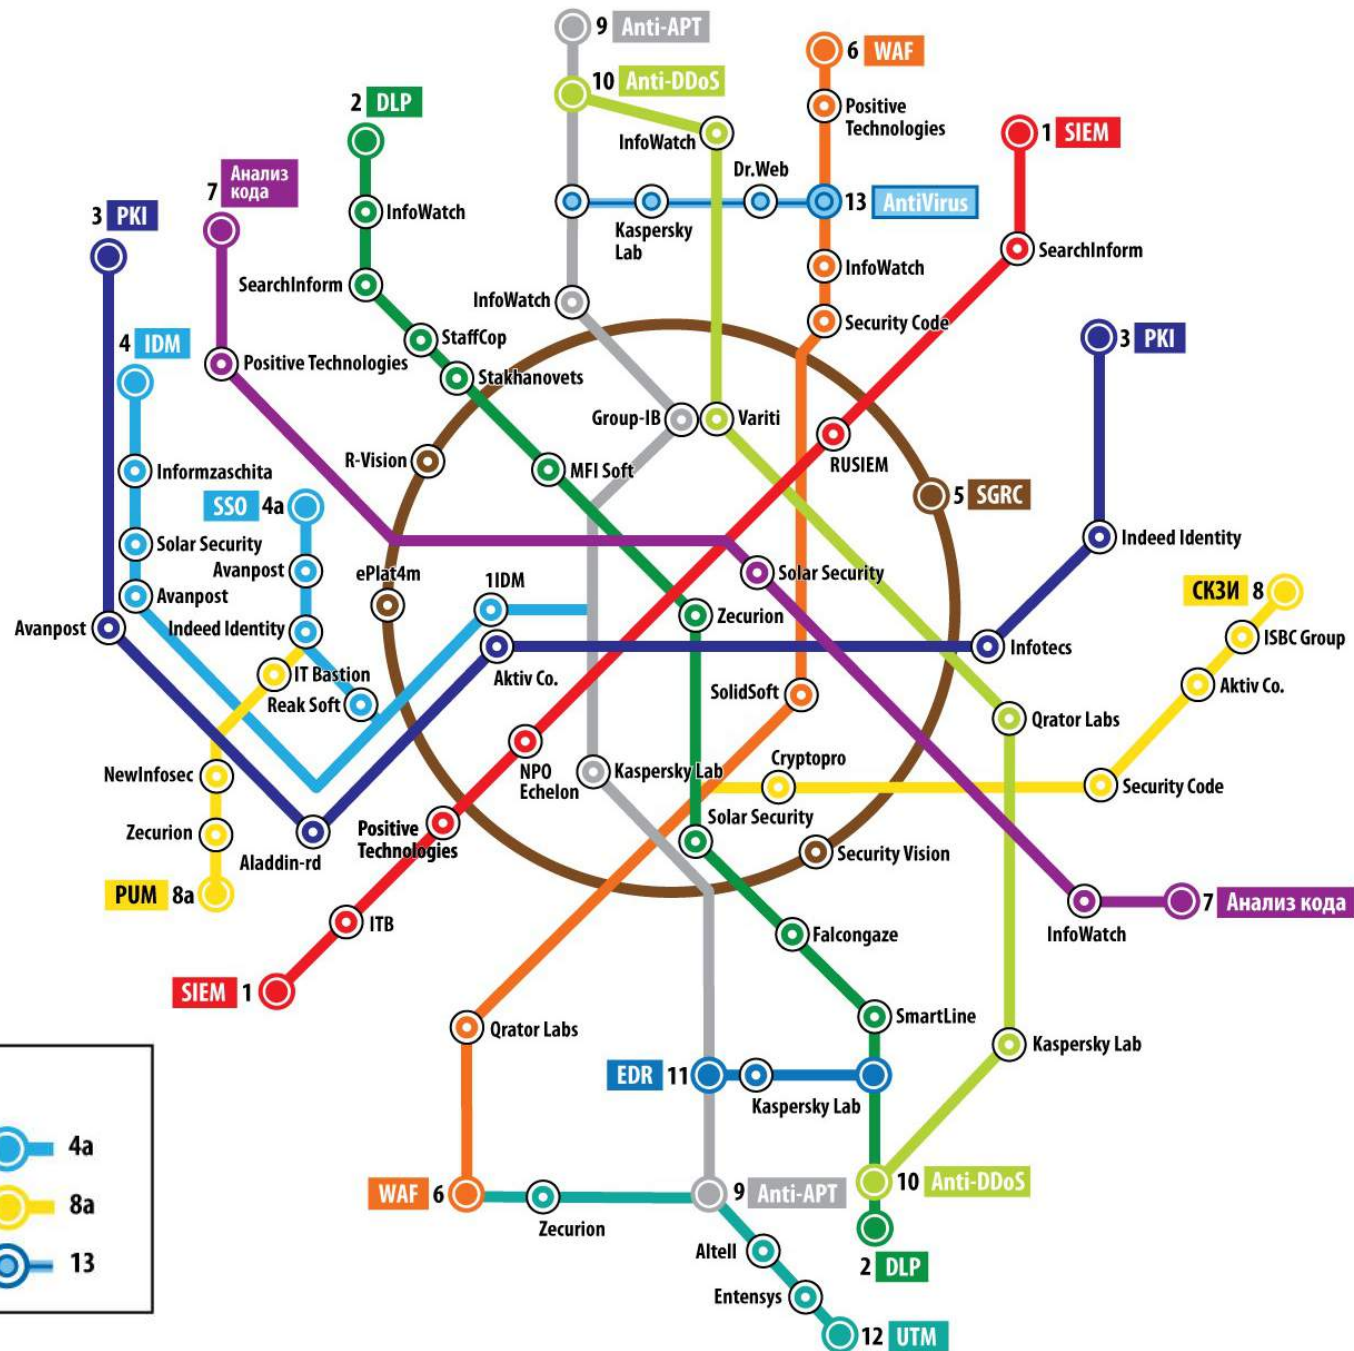 9 Anti-APT
10 Anti-DDoS
6 WAF
2 DLP
Positive
Technologies
1 SIEM
InfoWatch
Dr.Web
7 Анализ
кода
3 PKI
InfoWatch
13 AntiVirus
Kaspersky
Lab
SearchInform
InfoWatch
SearchInform
InfoWatch
Security Code
4 IDM
StaffCop
3 PKI
Positive Technologies
Stakhanovets
Group-IB
Variti
R-Vision
RUSIEM
MFI Soft
Informzaschita
5 SGRC
SSO 4a
Indeed Identity
Solar Security
Avanpost
ePlat4m
1IDM
Solar Security
СКЗИ 8
Avanpost
Zecurion
Avanpost
Indeed Identity
ISBC Group
Infotecs
IT Bastion
Aktiv Co.
Aktiv Co.
Reak Soft
SolidSoft
Qrator Labs
NewInfosec
NPO
Echelon
Kaspersky Lab
Cryptopro
Security Code
Zecurion
Positive
Technologies
Solar Security
Aladdin-rd
Security Vision
PUM 8a
7 Анализ кода
ITB
InfoWatch
Falcongaze
SIEM 1
Qrator Labs
SmartLine
Kaspersky Lab
EDR 11
Kaspersky Lab
4a
8a
13
WAF 6
9 Anti-APT
10 Anti-DDoS
Zecurion
Altell
2 DLP
Entensys
12 UTM